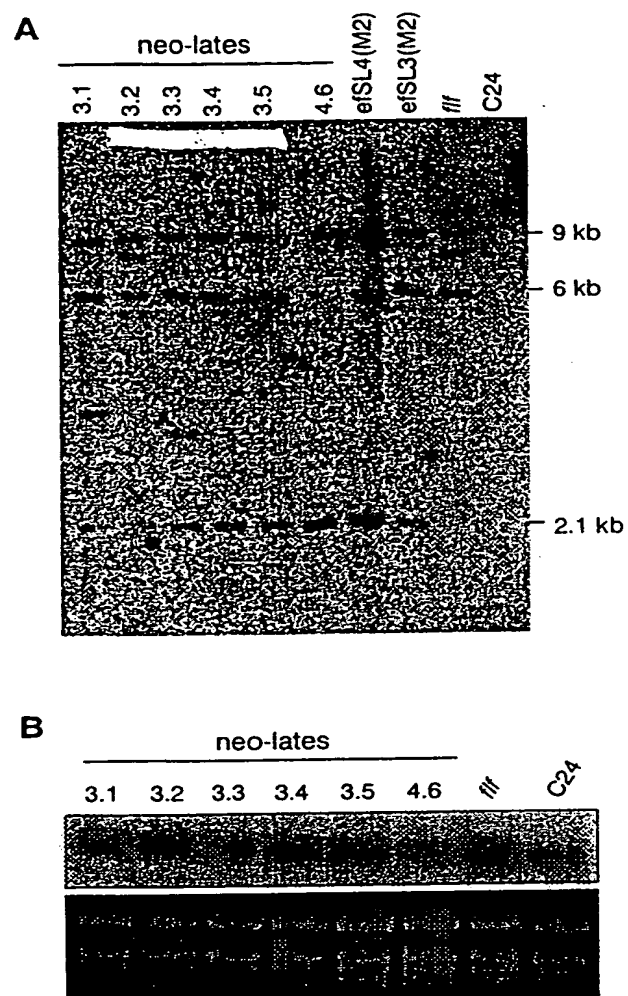 A
neo-lates
3.1 3.2 3.3 3.4 3.5 4.6 efSL4(M2) efSL3(M2) flf C24
9 kb
6 kb
2.1 kb
B
neo-lates
3.1 3.2 3.3 3.4 3.5 4.6 flf C24